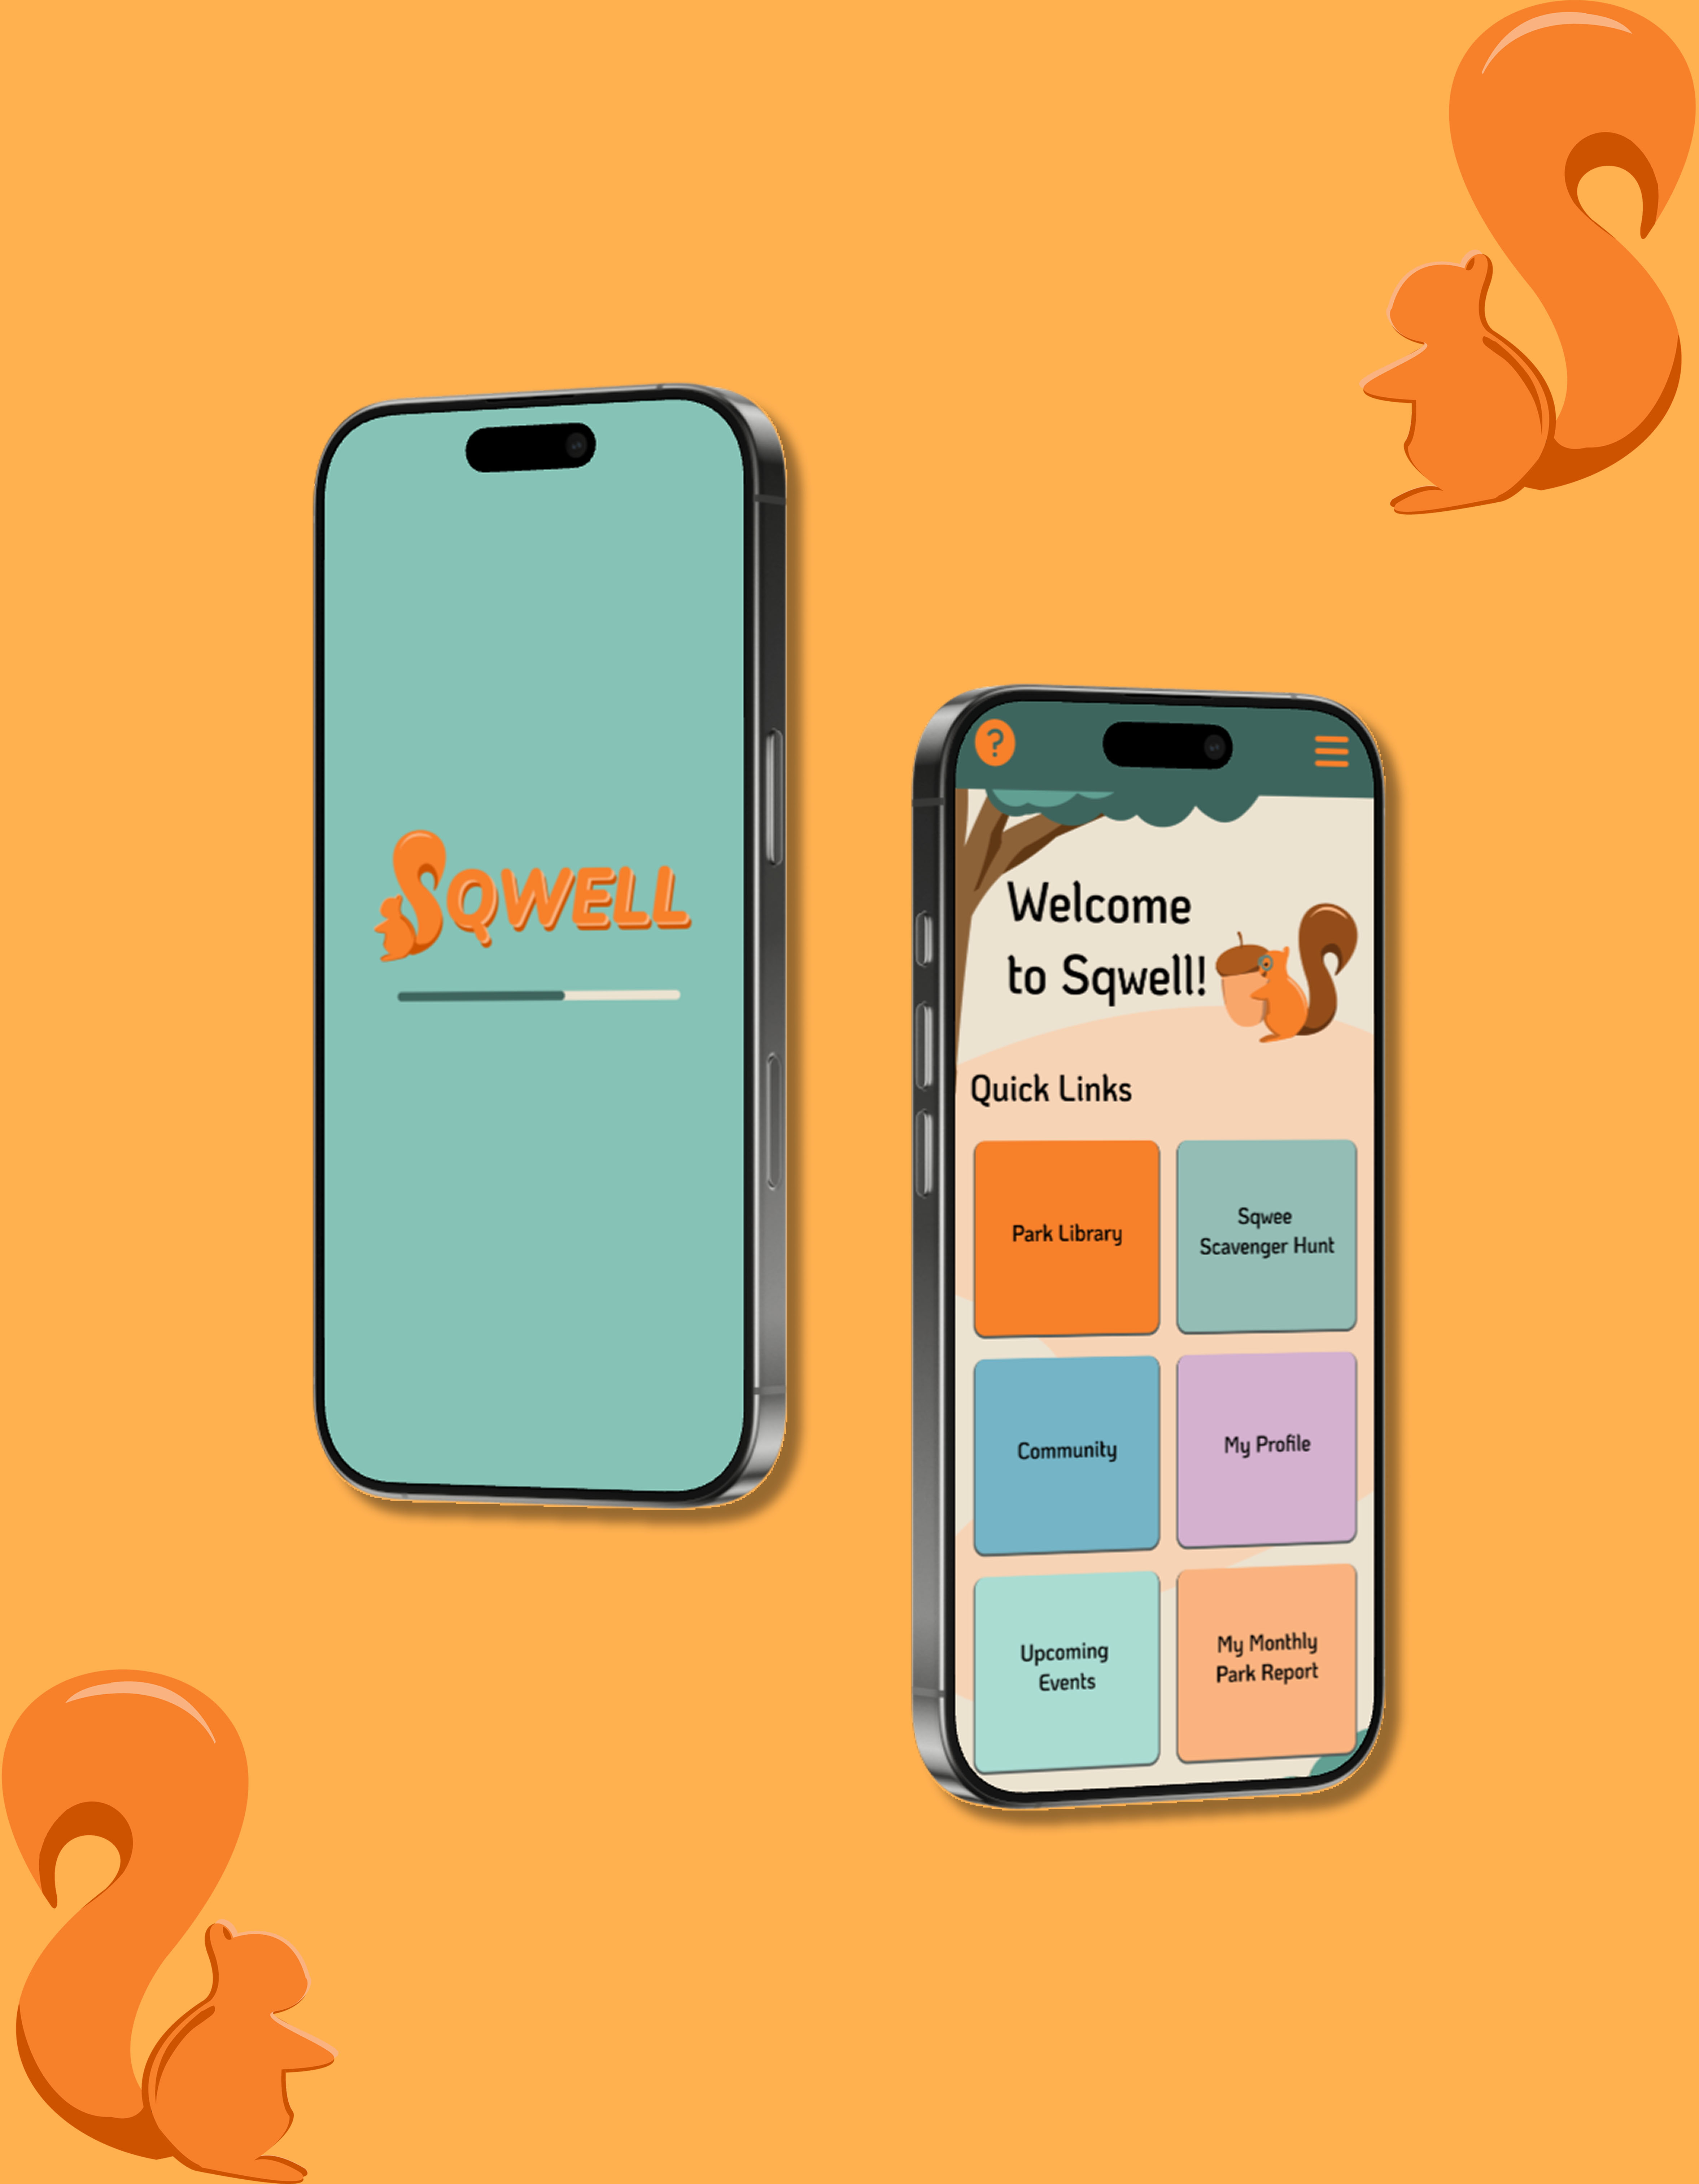 SQWELL
?
Welcome
to Sqwell!
Quick Links
Park Library
Sqwee
Scavenger Hunt
Community
My Profile
Upcoming
Events
My Monthly
Park Report